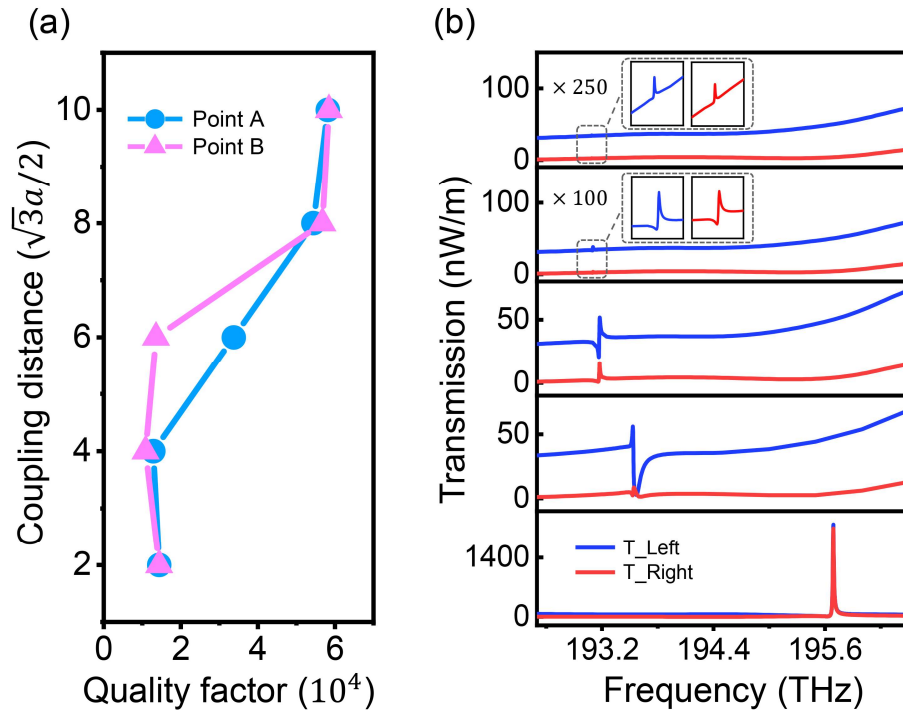 (a)
Coupling distance (√3a/2)
10
8
6
4
2
Point A
Point B
0
2
4
6
Quality factor (10⁴)
(b)
Transmission (nW/m)
100
0
× 250
100
0
× 100
50
0
50
0
1400
0
T_Left
T_Right
193.2
194.4
195.6
Frequency (THz)